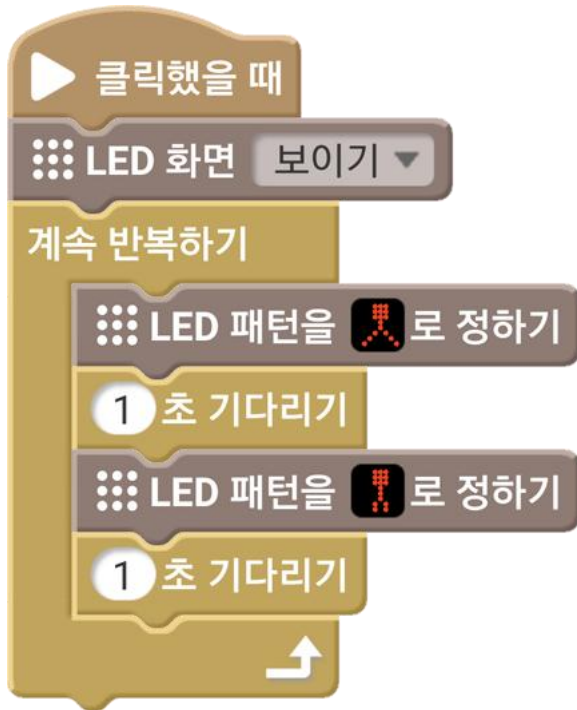 클릭했을 때
LED 화면 보이기
계속 반복하기
LED 패턴을 로 정하기
1 초 기다리기
LED 패턴을 로 정하기
1 초 기다리기